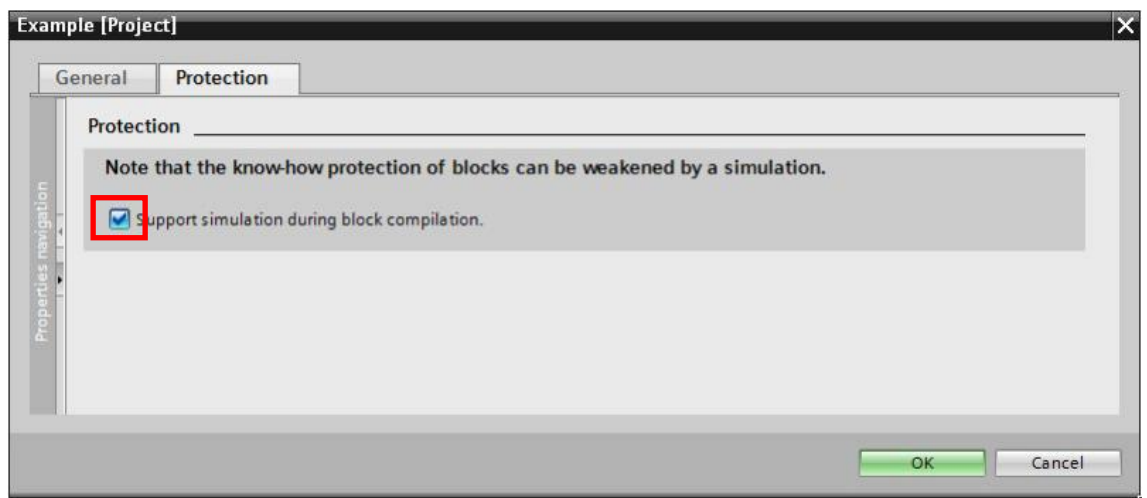 Example [Project]
General
Protection
Protection
Note that the know-how protection of blocks can be weakened by a simulation.
Support simulation during block compilation.
Properties navigation
OK
Cancel